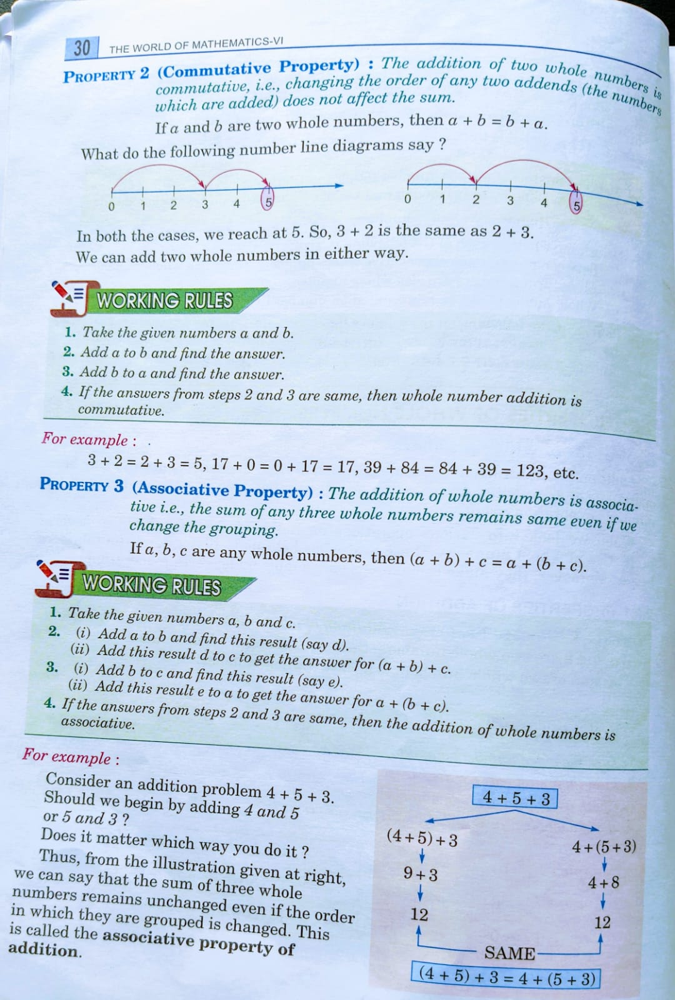 30 THE WORLD OF MATHEMATICS-VI
PROPERTY 2 (Commutative Property) : The addition of two whole numbers is
commutative, i.e., changing the order of any two addends (the numbers
which are added) does not affect the sum.
If a and b are two whole numbers, then a + b = b + a.
What do the following number line diagrams say ?
0 1 2 3 4 5
0 1 2 3 4 5
In both the cases, we reach at 5. So, 3 + 2 is the same as 2 + 3.
We can add two whole numbers in either way.
WORKING RULES
1. Take the given numbers a and b.
2. Add a to b and find the answer.
3. Add b to a and find the answer.
4. If the answers from steps 2 and 3 are same, then whole number addition is
commutative.
For example :
3 + 2 = 2 + 3 = 5, 17 + 0 = 0 + 17 = 17, 39 + 84 = 84 + 39 = 123, etc.
PROPERTY 3 (Associative Property) : The addition of whole numbers is associa-
tive i.e., the sum of any three whole numbers remains same even if we
change the grouping.
If a, b, c are any whole numbers, then (a + b) + c = a + (b + c).
WORKING RULES
1. Take the given numbers a, b and c.
2. (i) Add a to b and find this result (say d).
(ii) Add this result d to c to get the answer for (a + b) + c.
3. (i) Add b to c and find this result (say e).
(ii) Add this result e to a to get the answer for a + (b + c).
4. If the answers from steps 2 and 3 are same, then the addition of whole numbers is
associative.
For example :
Consider an addition problem 4 + 5 + 3.
Should we begin by adding 4 and 5
or 5 and 3 ?
Does it matter which way you do it ?
Thus, from the illustration given at right,
we can say that the sum of three whole
numbers remains unchanged even if the order
in which they are grouped is changed. This
is called the associative property of
addition.
4 + 5 + 3
(4 + 5) + 3
4 + (5 + 3)
9 + 3
4 + 8
12
12
SAME
(4 + 5) + 3 = 4 + (5 + 3)